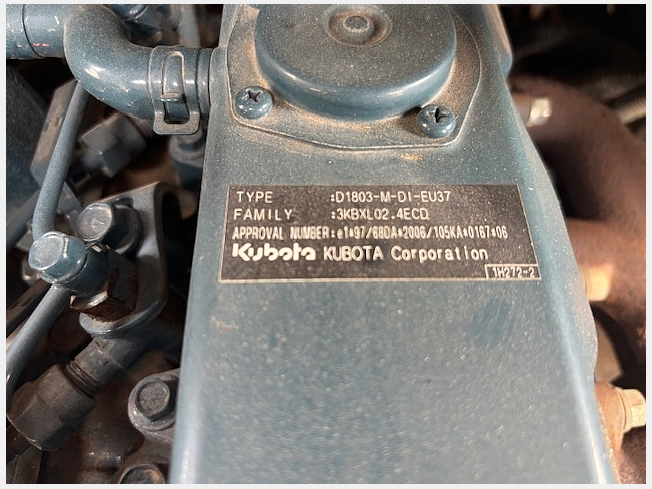 TYPE :D1803-M-DI-EU37
FAMILY :3KBXL02.4ECD
APPROVAL NUMBER:e1*97/68DA*2006/105KA*0167*06
Kubota KUBOTA Corporation
1H272-2